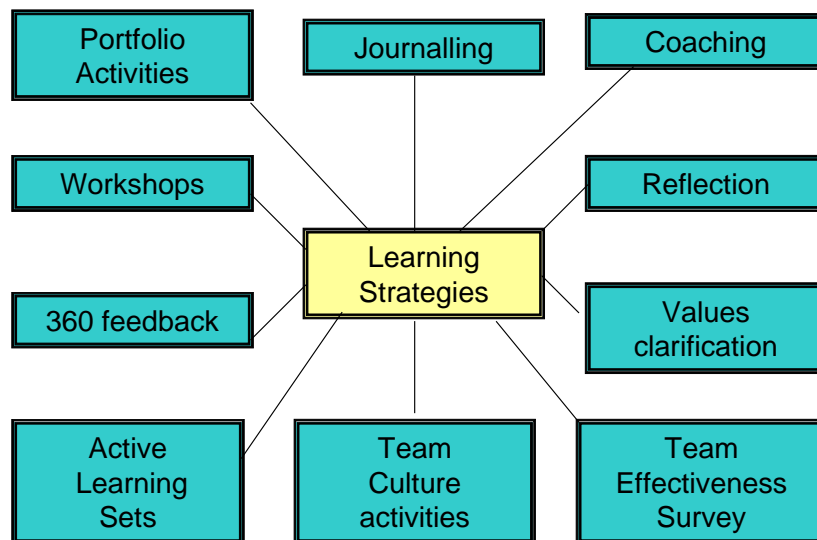 Portfolio
Activities
Journalling
Coaching
Workshops
Reflection
Learning
Strategies
360 feedback
Values
clarification
Active
Learning
Sets
Team
Culture
activities
Team
Effectiveness
Survey